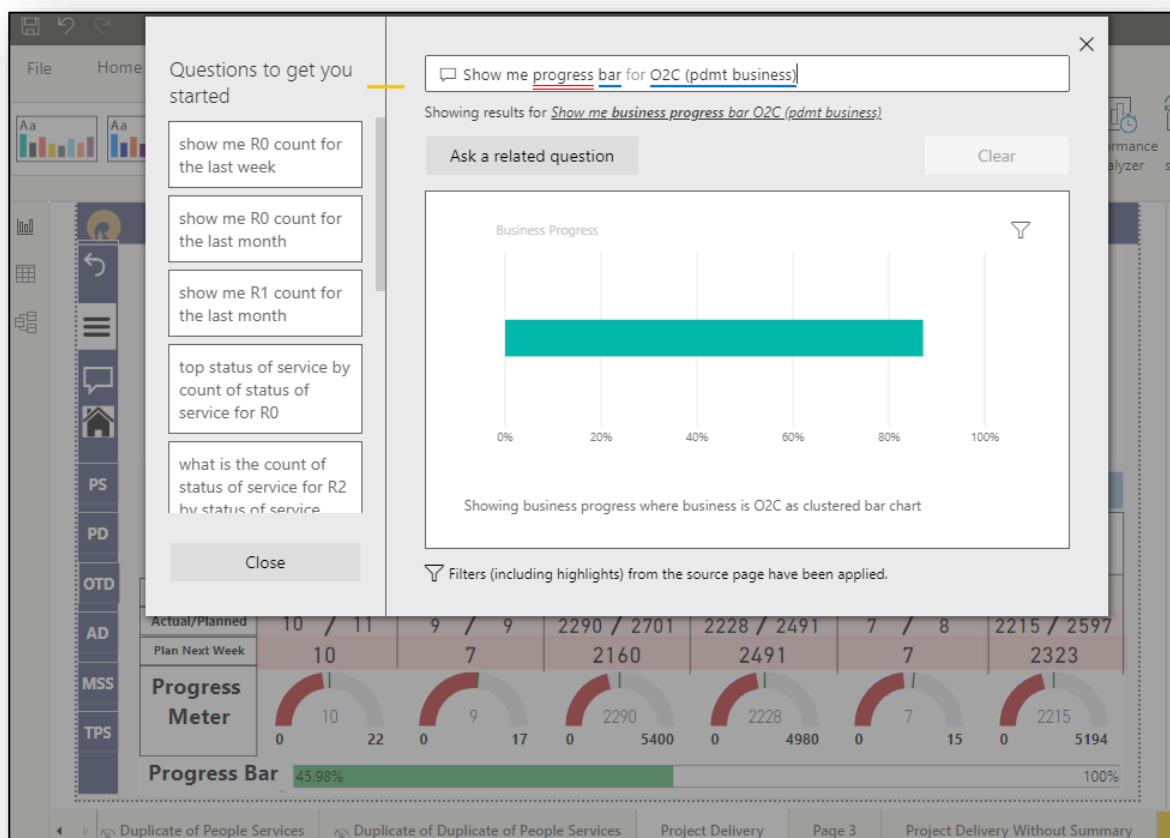 File
Home
Aa
Aa
Questions to get you
started
show me R0 count for
the last week
show me R0 count for
the last month
show me R1 count for
the last month
top status of service by
count of status of
service for R0
what is the count of
status of service for R2
by status of service
Close
Show me progress bar for O2C (pdmt business)
Showing results for Show me business progress bar O2C (pdmt business)
Ask a related question
Clear
Business Progress
0% 20% 40% 60% 80% 100%
Showing business progress where business is O2C as clustered bar chart
Filters (including highlights) from the source page have been applied.
PS
PD
OTD
AD
MSS
TPS
Actual/Planned 10 / 11 9 / 9 2290 / 2701 2228 / 2491 7 / 8 2215 / 2597
Plan Next Week 10 7 2160 2491 7 2323
Progress
Meter
10 9 2290 2228 7 2215
0 22 0 17 0 5400 0 4980 0 15 0 5194
Progress Bar 45.98% 100%
Duplicate of People Services Duplicate of Duplicate of People Services Project Delivery Page 3 Project Delivery Without Summary